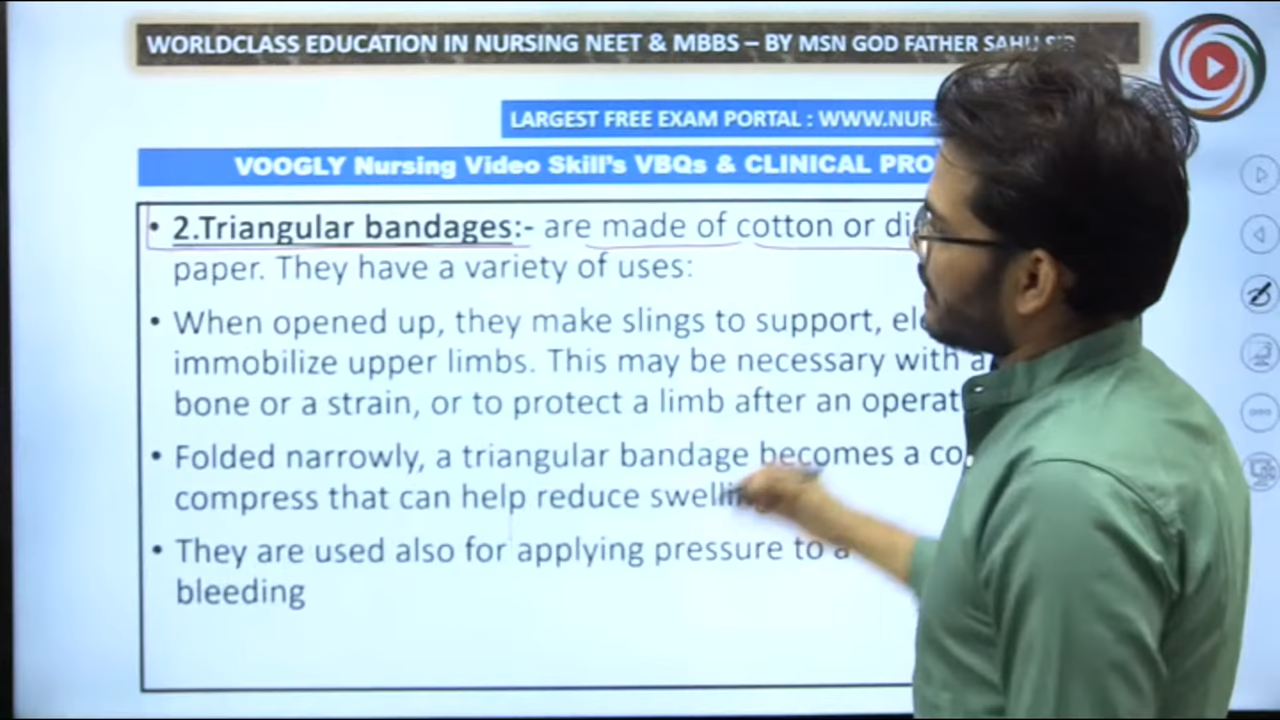 WORLDCLASS EDUCATION IN NURSING NEET & MBBS – BY MSN GOD FATHER SAHU SIR
LARGEST FREE EXAM PORTAL : WWW.NUR
VOOGLY Nursing Video Skill's VBQs & CLINICAL PRO
• 2.Triangular bandages:- are made of cotton or di
paper. They have a variety of uses:
• When opened up, they make slings to support, ele
immobilize upper limbs. This may be necessary with a
bone or a strain, or to protect a limb after an operat
• Folded narrowly, a triangular bandage becomes a co
compress that can help reduce swelling
• They are used also for applying pressure to a
bleeding